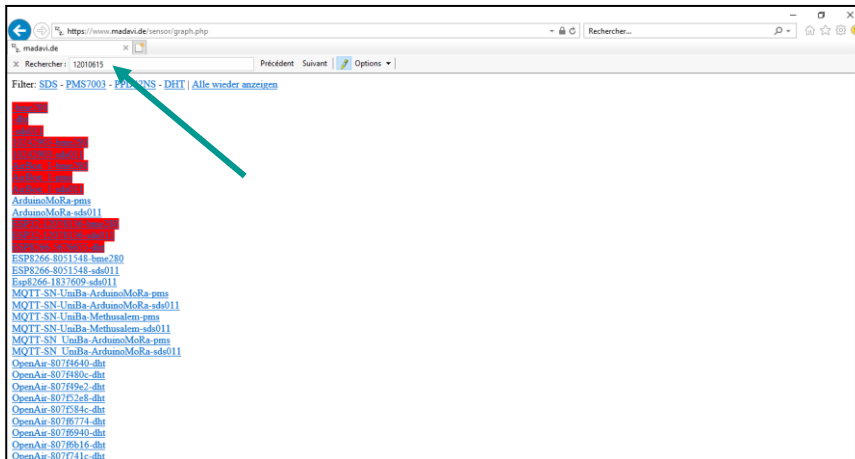 https://www.madavi.de/sensor/graph.php
Rechercher...
madavi.de
Rechercher : 12010615
Précédent Suivant Options
Filter: SDS - PMS7003 - - DHT | Alle wieder anzeigen
ArduinoMoRa-pms
ArduinoMoRa-sds011
ESP8266-8051548-bme280
ESP8266-8051548-sds011
Esp8266-1837609-sds011
MQTT-SN-UniBa-ArduinoMoRa-pms
MQTT-SN-UniBa-ArduinoMoRa-sds011
MQTT-SN-UniBa-Methusalem-pms
MQTT-SN-UniBa-Methusalem-sds011
MQTT-SN_UniBa-ArduinoMoRa-pms
MQTT-SN_UniBa-ArduinoMoRa-sds011
OpenAir-807f4640-dht
OpenAir-807f480c-dht
OpenAir-807f49e2-dht
OpenAir-807f52e8-dht
OpenAir-807f584c-dht
OpenAir-807f6774-dht
OpenAir-807f6940-dht
OpenAir-807f6b16-dht
OpenAir-807f741c-dht